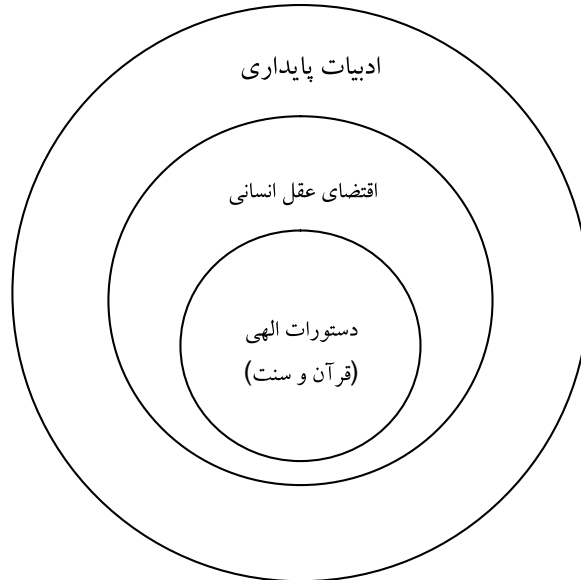 ادبیات پایداری
اقتضای عقل انسانی
دستورات الهی
(قرآن و سنت)